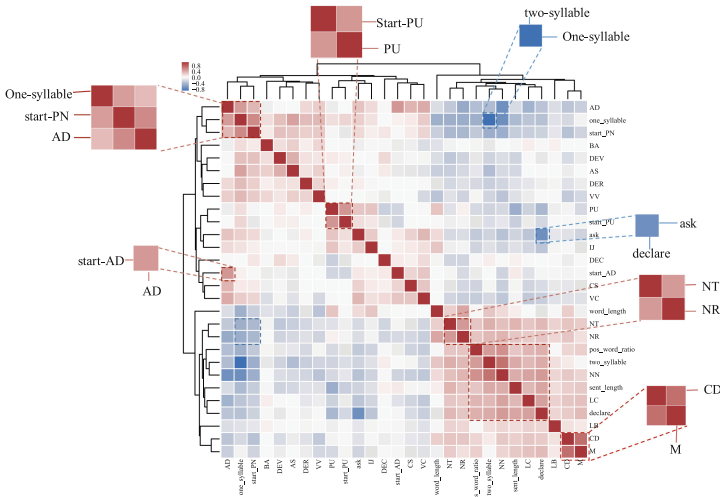 two-syllable
One-syllable
Start-PU
PU
0.8
0.4
0.0
−0.4
−0.8
One-syllable
start-PN
AD
start-AD
AD
ask
declare
NT
NR
CD
M
AD
one_syllable
start_PN
BA
DEV
AS
DER
VV
PU
start_PU
ask
IJ
DEC
start_AD
CS
VC
word_length
NT
NR
pos_word_ratio
two_syllable
NN
sent_length
LC
declare
LB
CD
M
AD
one_syllable
start_PN
BA
DEV
AS
DER
VV
PU
start_PU
ask
IJ
DEC
start_AD
CS
VC
word_length
NT
NR
s_word_ratio
two_syllable
NN
sent_length
LC
declare
LB
CD
M